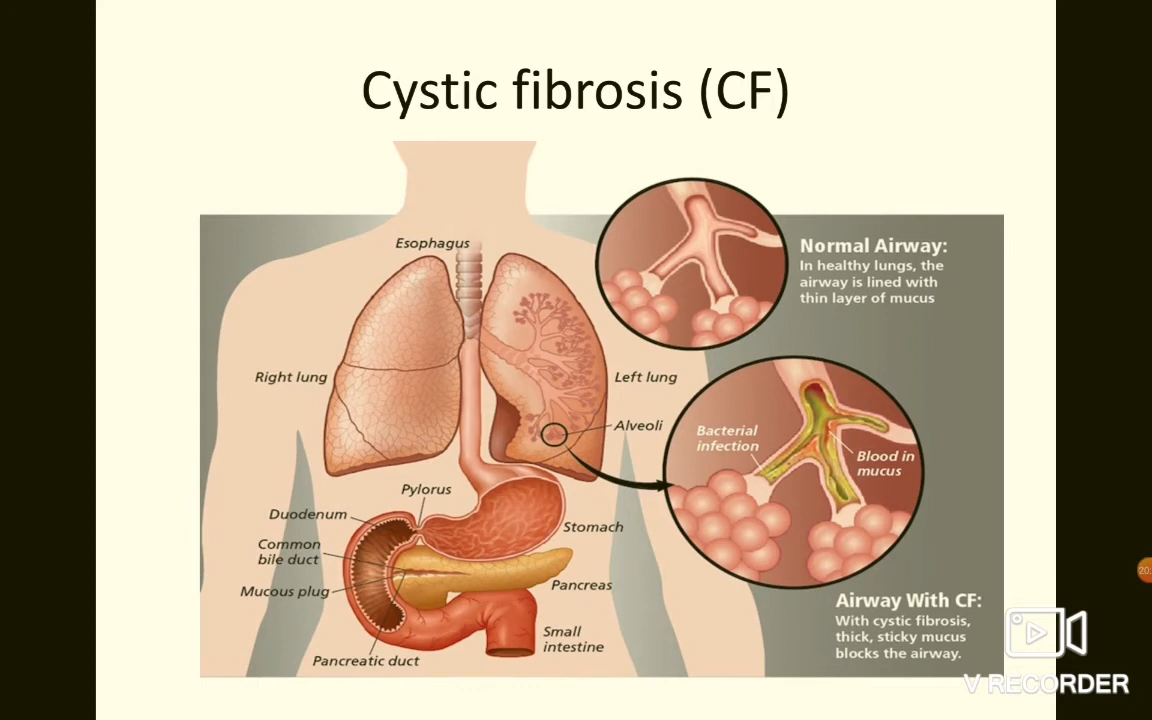 Cystic fibrosis (CF)
Esophagus
Normal Airway:
In healthy lungs, the
airway is lined with
thin layer of mucus
Right lung
Left lung
Alveoli
Bacterial
infection
Blood in
mucus
Pylorus
Duodenum
Stomach
Common
bile duct
Mucous plug
Pancreas
Airway With CF:
With cystic fibrosis,
thick, sticky mucus
blocks the airway.
Small
intestine
Pancreatic duct
V RECORDER